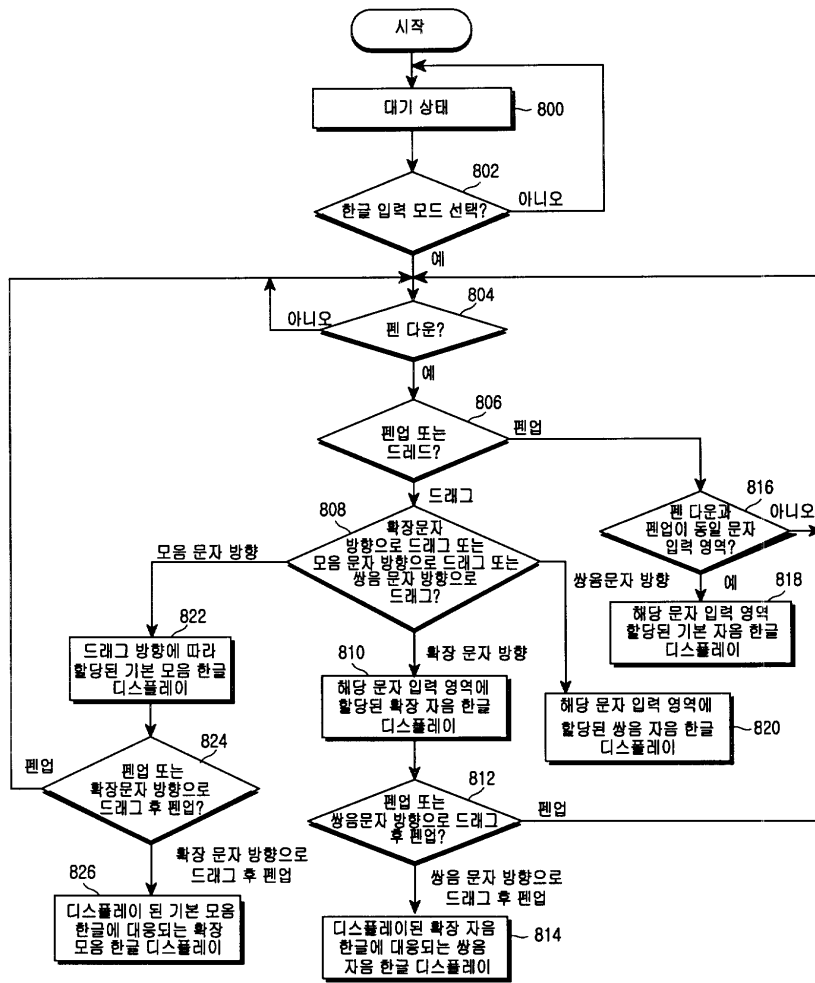 시작
대기 상태
800
802
한글 입력 모드 선택?
아니오
예
804
펜 다운?
아니오
예
806
펜업 또는
드레드?
펜업
드래그
816
펜 다운과
펜업이 동일 문자
입력 영역?
아니오
예
808
확장문자
방향으로 드래그 또는
모음 문자 방향으로 드래그 또는
쌍음 문자 방향으로
드래그?
모음 문자 방향
쌍음문자 방향
확장 문자 방향
818
해당 문자 입력 영역
할당된 기본 자음 한글
디스플레이
822
드래그 방향에 따라
할당된 기본 모음 한글
디스플레이
810
해당 문자 입력 영역에
할당된 확장 자음 한글
디스플레이
해당 문자 입력 영역에
할당된 쌍음 자음 한글
디스플레이
820
824
펜업 또는
확장문자 방향으로
드래그 후 펜업?
펜업
812
펜업 또는
쌍음문자 방향으로 드래그
후 펜업?
펜업
확장 문자 방향으로
드래그 후 펜업
쌍음 문자 방향으로
드래그 후 펜업
826
디스플레이 된 기본 모음
한글에 대응되는 확장
모음 한글 디스플레이
디스플레이된 확장 자음
한글에 대응되는 쌍음
자음 한글 디스플레이
814